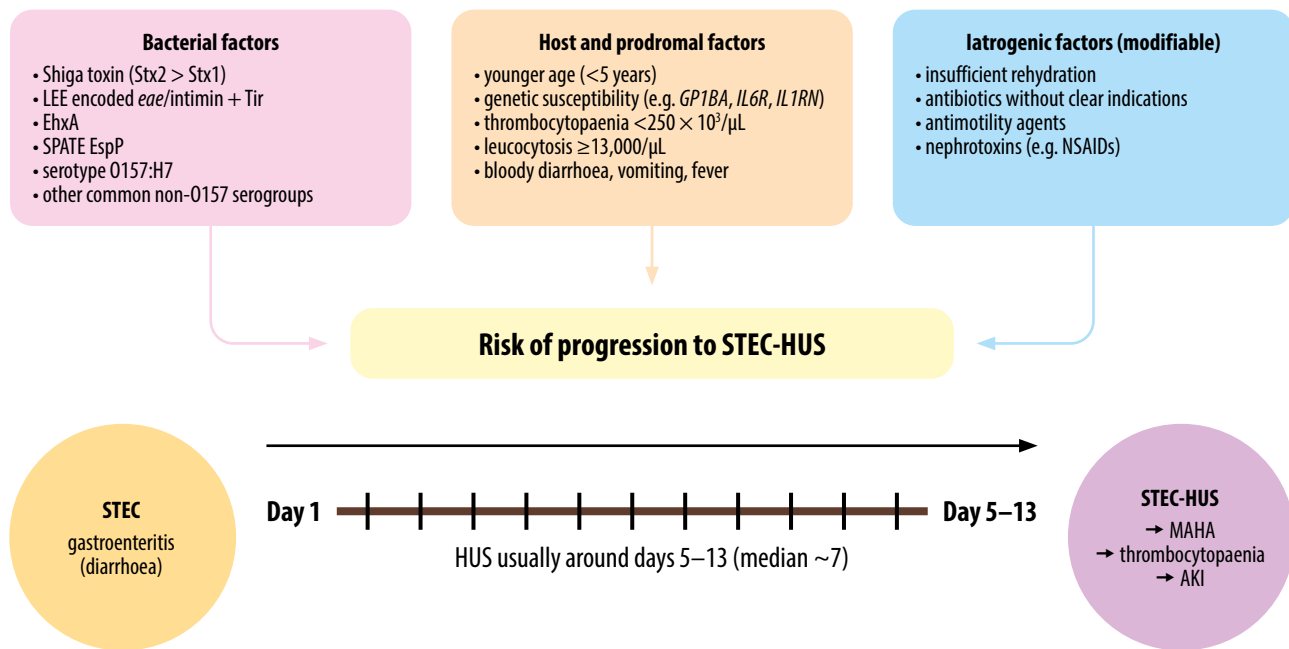 Bacterial factors
• Shiga toxin (Stx2 > Stx1)
• LEE encoded eae/intimin + Tir
• EhxA
• SPATE EspP
• serotype O157:H7
• other common non-O157 serogroups
Host and prodromal factors
• younger age (<5 years)
• genetic susceptibility (e.g. GP1BA, IL6R, IL1RN)
• thrombocytopaenia <250 × 10³/μL
• leucocytosis ≥13,000/μL
• bloody diarrhoea, vomiting, fever
Iatrogenic factors (modifiable)
• insufficient rehydration
• antibiotics without clear indications
• antimotility agents
• nephrotoxins (e.g. NSAIDs)
Risk of progression to STEC-HUS
STEC
gastroenteritis
(diarrhoea)
Day 1
Day 5–13
HUS usually around days 5–13 (median ~7)
STEC-HUS
→ MAHA
→ thrombocytopaenia
→ AKI